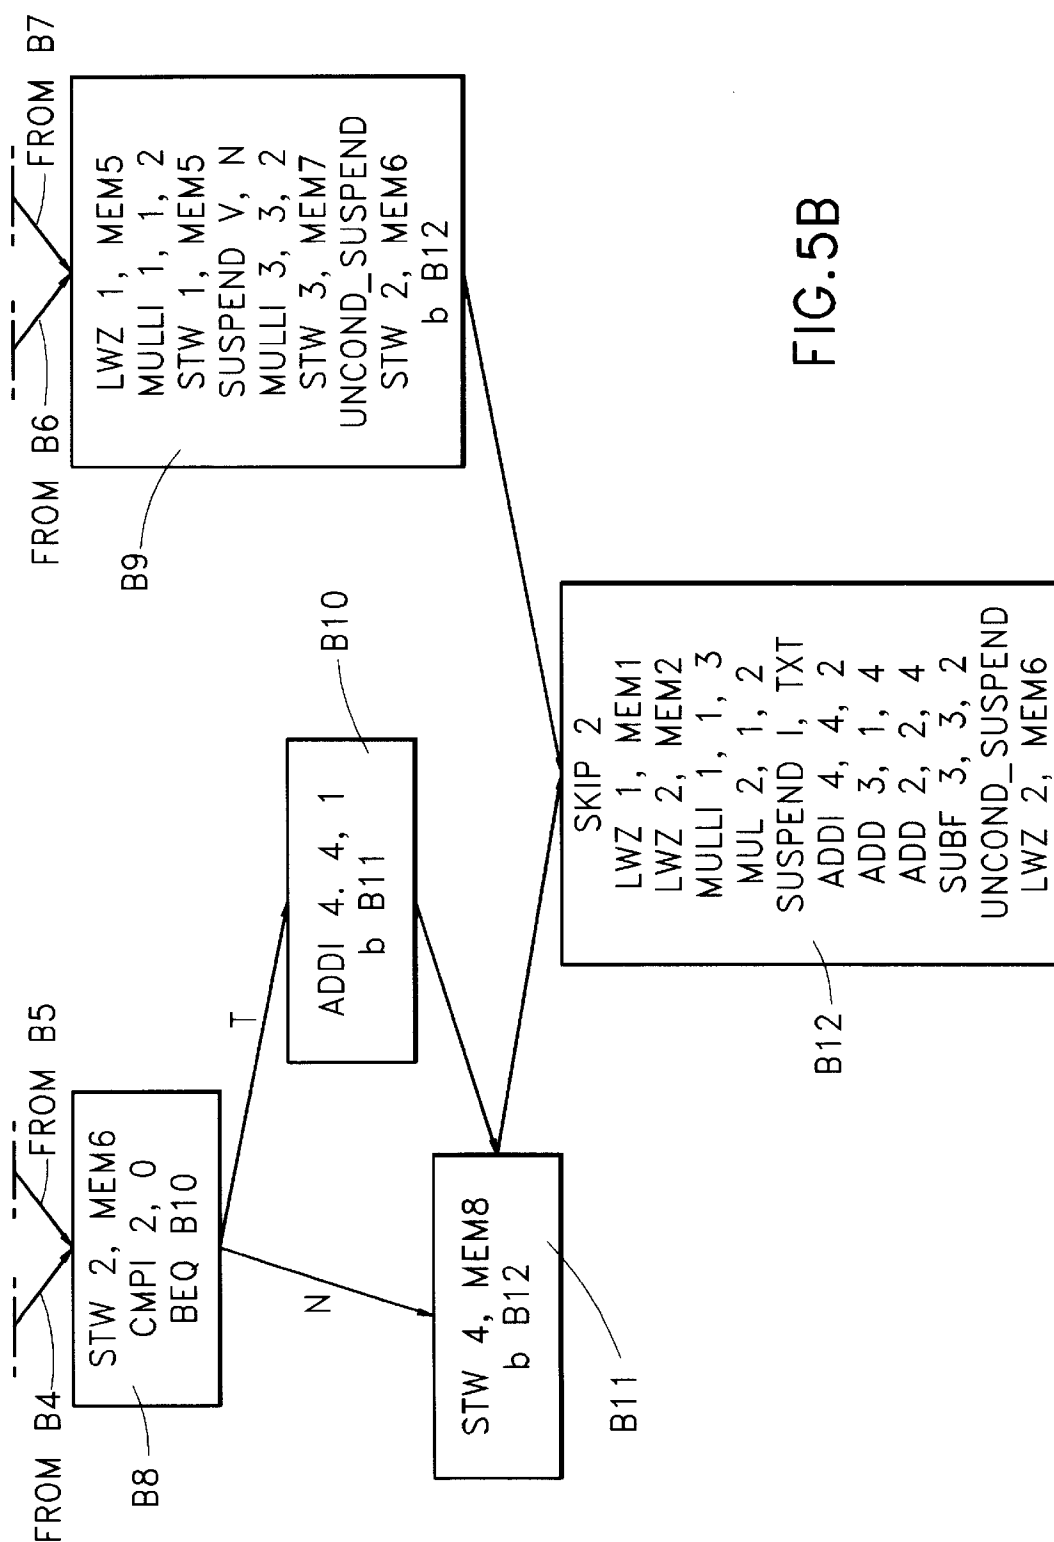 FROM B4
FROM B5
FROM B6
FROM B7
B8
STW 2, MEM6
CMPI 2, 0
BEQ B10
B9
LWZ 1, MEM5
MULLI 1, 1, 2
STW 1, MEM5
SUSPEND V, N
MULLI 3, 3, 2
STW 3, MEM7
UNCOND_SUSPEND
STW 2, MEM6
b B12
N
T
B10
ADDI 4. 4, 1
b B11
STW 4, MEM8
b B12
B11
B12
SKIP 2
LWZ 1, MEM1
LWZ 2, MEM2
MULLI 1, 1, 3
MUL 2, 1, 2
SUSPEND I, TXT
ADDI 4, 4, 2
ADD 3, 1, 4
ADD 2, 2, 4
SUBF 3, 3, 2
UNCOND_SUSPEND
LWZ 2, MEM6
FIG.5B